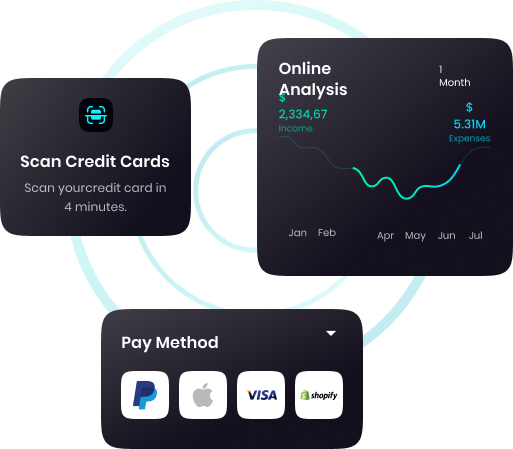 Scan Credit Cards
Scan yourcredit card in
4 minutes.
Online
Analysis
1
Month
$
2,334,67
Income
$
5.31M
Expenses
Jan Feb Apr May Jun Jul
Pay Method
VISA
shopify